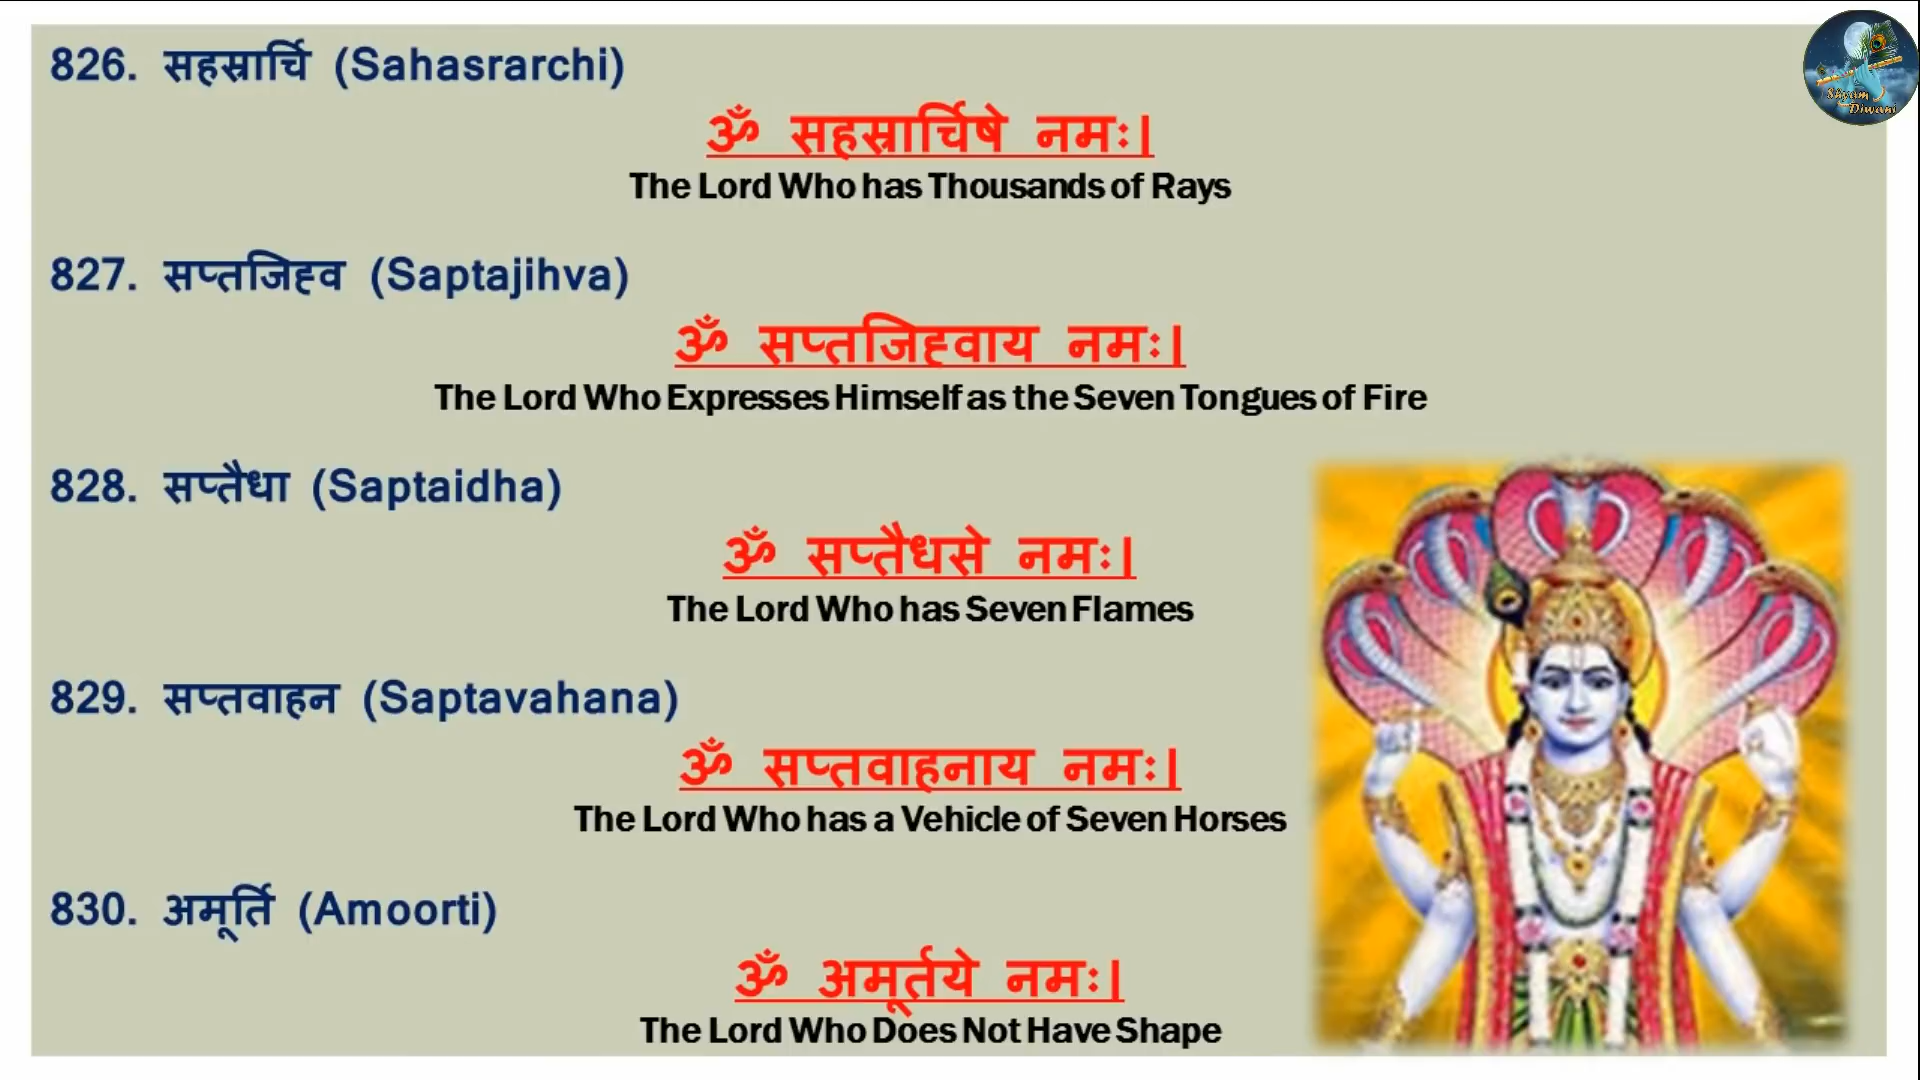 826. सहस्रार्चि (Sahasrarchi)
ॐ सहस्रार्चिषे नमः|
The Lord Who has Thousands of Rays
827. सप्तजिह्व (Saptajihva)
ॐ सप्तजिह्वाय नमः|
The Lord Who Expresses Himself as the Seven Tongues of Fire
828. सप्तैधा (Saptaidha)
ॐ सप्तैधसे नमः|
The Lord Who has Seven Flames
829. सप्तवाहन (Saptavahana)
ॐ सप्तवाहनाय नमः|
The Lord Who has a Vehicle of Seven Horses
830. अमूर्ति (Amoorti)
ॐ अमूर्तये नमः|
The Lord Who Does Not Have Shape
Shyam
Diwani